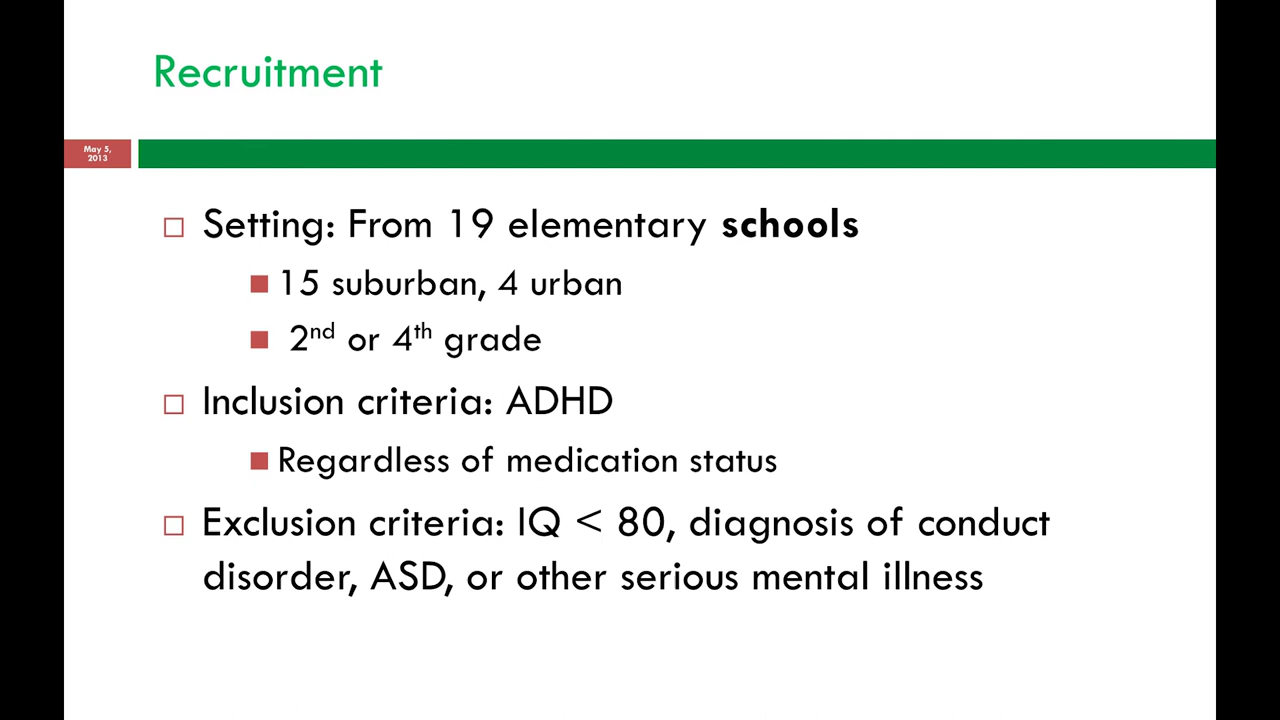 Recruitment
May 5,
2013
Setting: From 19 elementary schools
15 suburban, 4 urban
2nd or 4th grade
Inclusion criteria: ADHD
Regardless of medication status
Exclusion criteria: IQ < 80, diagnosis of conduct
disorder, ASD, or other serious mental illness